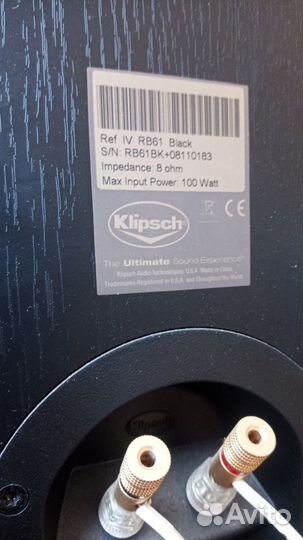 Ref IV RB61 Black
S/N: RB61BK+08110183
Impedance: 8 ohm
Max Input Power: 100 Watt
Klipsch
The Ultimate Sound Experience®
Klipsch Audio Technologies, U.S.A. Made in China.
Trademarks Registered in U.S.A. and Throughout the World.
Klipsch
Avito